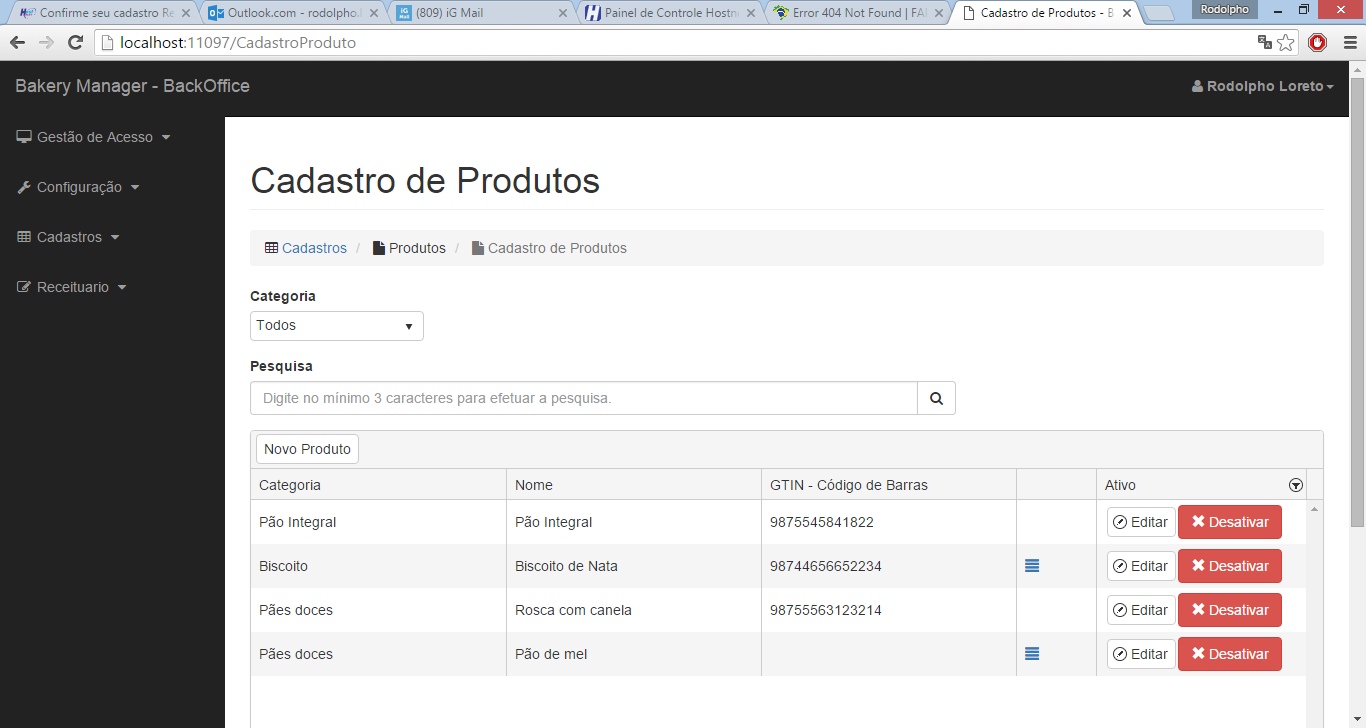 Confirme seu cadastro Re
Outlook.com - rodolpho.
(809) iG Mail
Painel de Controle Hostn
Error 404 Not Found | FA
Cadastro de Produtos - B
Rodolpho
localhost:11097/CadastroProduto
Bakery Manager - BackOffice
Rodolpho Loreto
Gestão de Acesso
Configuração
Cadastros
Receituario
Cadastro de Produtos
Cadastros / Produtos / Cadastro de Produtos
Categoria
Todos
Pesquisa
Digite no mínimo 3 caracteres para efetuar a pesquisa.
Novo Produto
Categoria Nome GTIN - Código de Barras Ativo
Pão Integral Pão Integral 9875545841822 Editar Desativar
Biscoito Biscoito de Nata 98744656652234 Editar Desativar
Pães doces Rosca com canela 98755563123214 Editar Desativar
Pães doces Pão de mel Editar Desativar